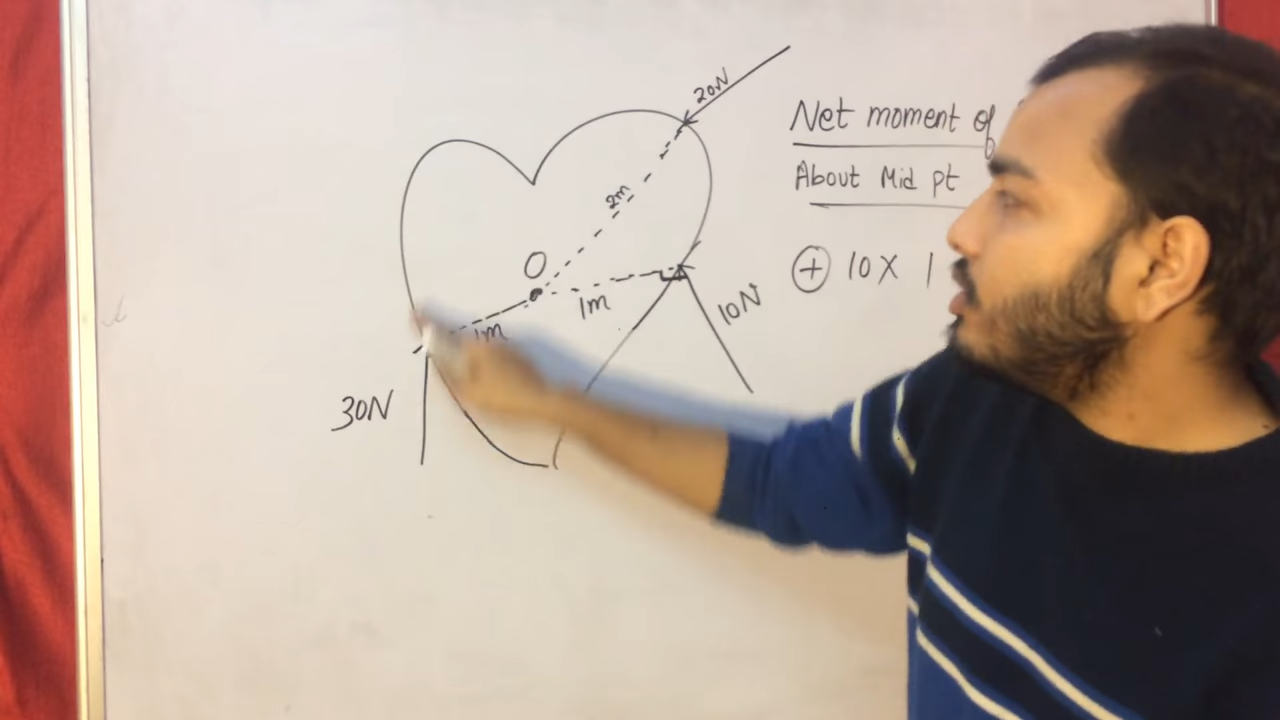 20N
Net moment of
2m
About Mid pt
O
⊕ 10 X 1
1m
10N
1m
30N